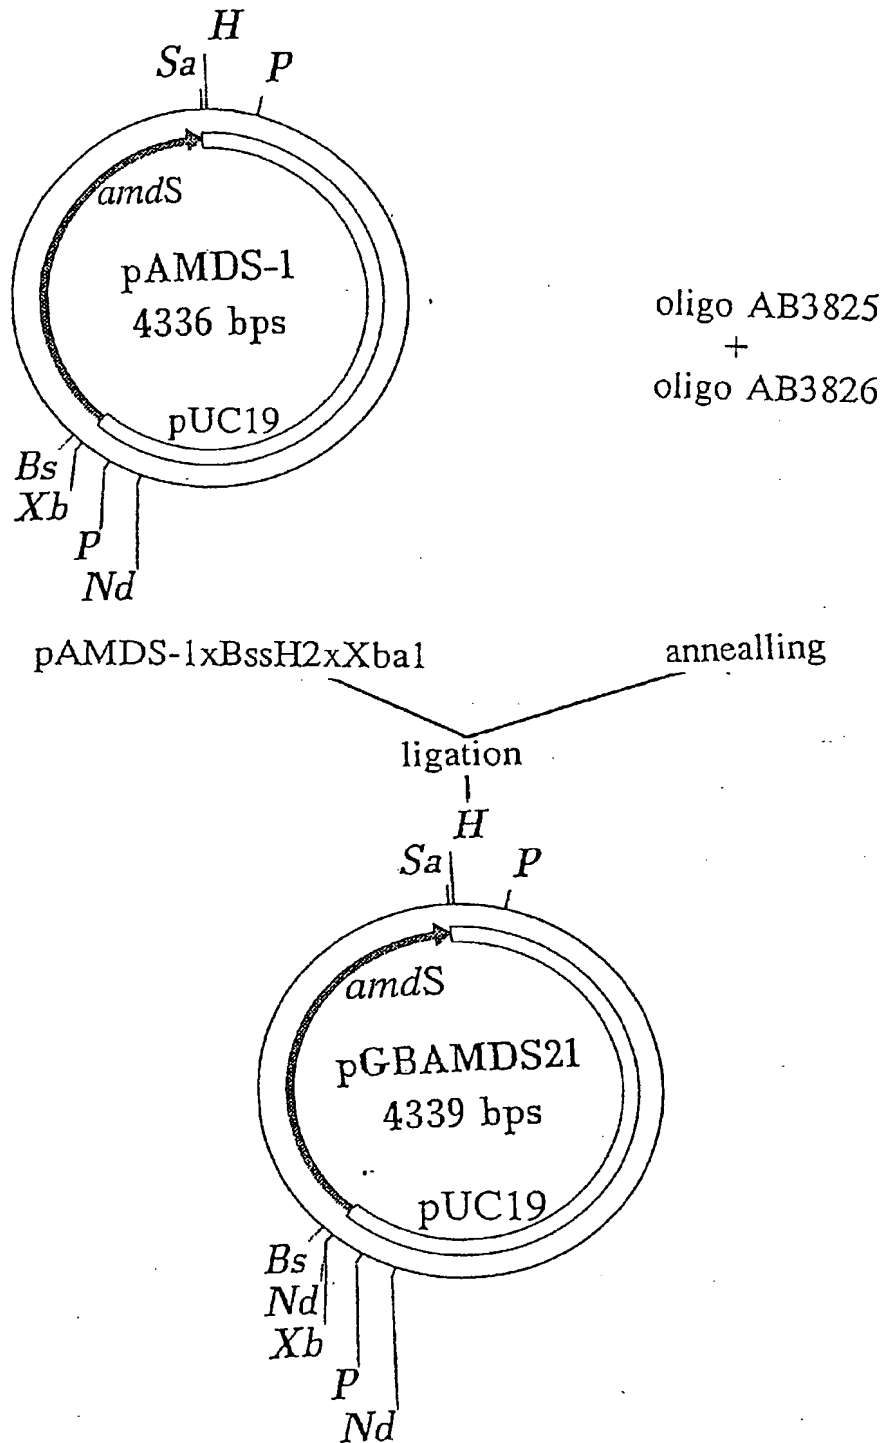 H
Sa
P
amdS
pAMDS-1
4336 bps
pUC19
Bs
Xb
P
Nd
oligo AB3825
+
oligo AB3826
pAMDS-1xBssH2xXba1
annealling
ligation
H
Sa
P
amdS
pGBAMDS21
4339 bps
pUC19
Bs
Nd
Xb
P
Nd